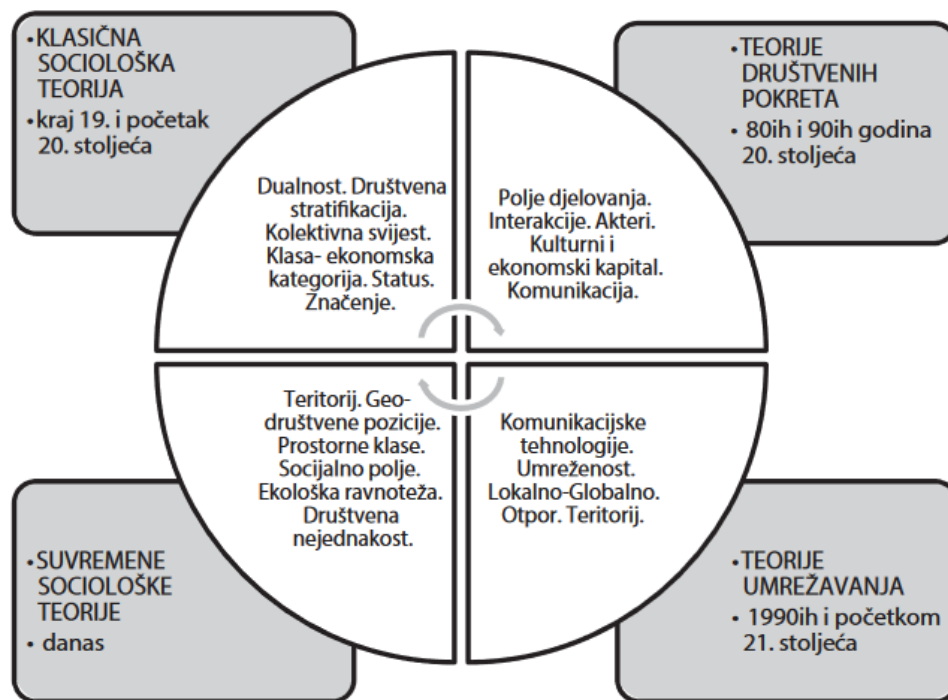 •KLASIČNA
SOCIOLOŠKA
TEORIJA
•kraj 19. i početak
20. stoljeća
Dualnost. Društvena
stratifikacija.
Kolektivna svijest.
Klasa- ekonomska
kategorija. Status.
Značenje.
•TEORIJE
DRUŠTVENIH
POKRETA
• 80ih i 90ih godina
20. stoljeća
Polje djelovanja.
Interakcije. Akteri.
Kulturni i
ekonomski kapital.
Komunikacija.
Teritorij. Geo-
društvene pozicije.
Prostorne klase.
Socijalno polje.
Ekološka ravnoteža.
Društvena
nejednakost.
•SUVREMENE
SOCIOLOŠKE
TEORIJE
• danas
Komunikacijske
tehnologije.
Umreženost.
Lokalno-Globalno.
Otpor. Teritorij.
•TEORIJE
UMREŽAVANJA
• 1990ih i početkom
21. stoljeća